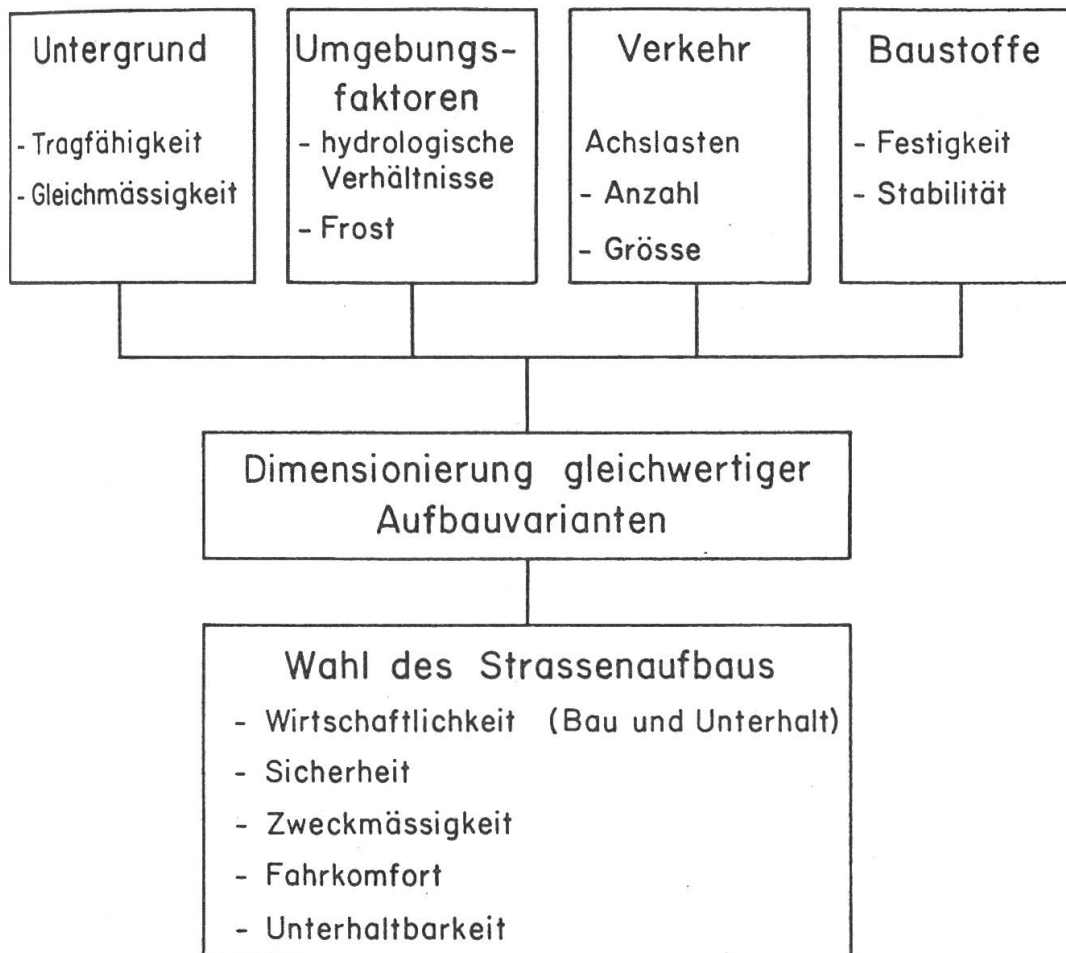 Untergrund
- Tragfähigkeit
- Gleichmässigkeit
Umgebungs-
faktoren
- hydrologische
Verhältnisse
- Frost
Verkehr
Achslasten
- Anzahl
- Grösse
Baustoffe
- Festigkeit
- Stabilität
Dimensionierung gleichwertiger
Aufbauvarianten
Wahl des Strassenaufbaus
- Wirtschaftlichkeit (Bau und Unterhalt)
- Sicherheit
- Zweckmässigkeit
- Fahrkomfort
- Unterhaltbarkeit